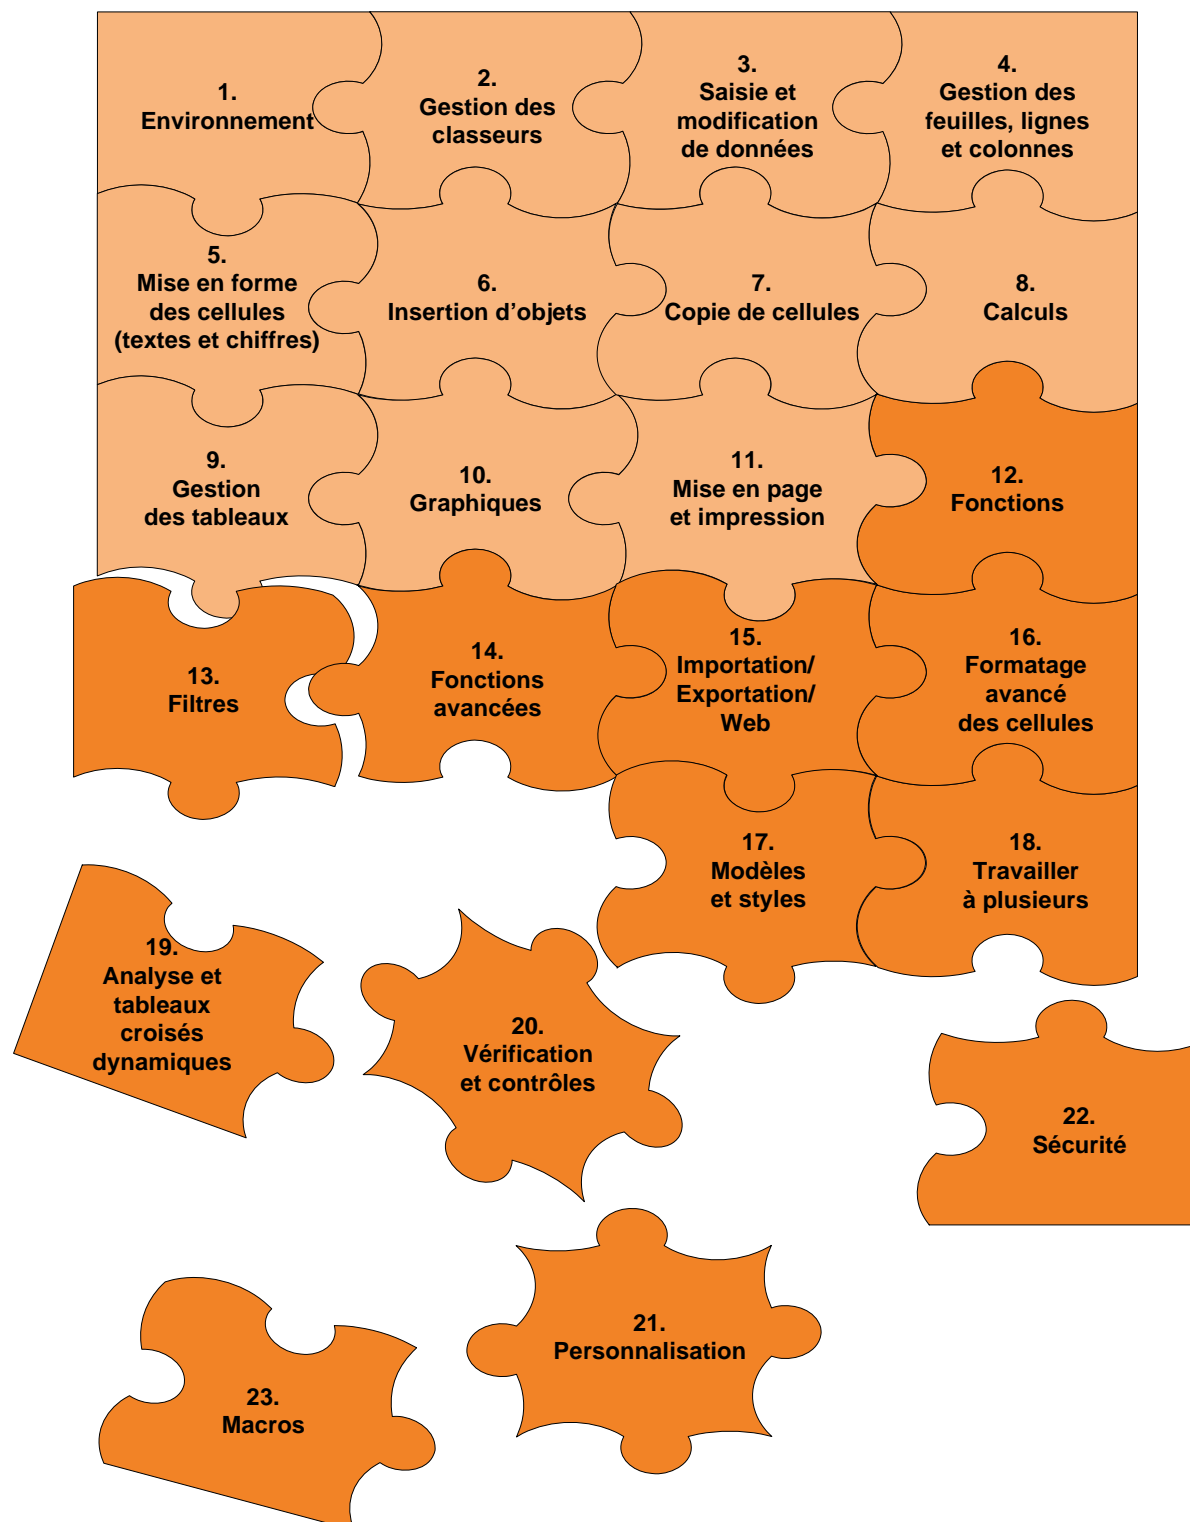 1.
Environnement
2.
Gestion des
classeurs
3.
Saisie et
modification
de données
4.
Gestion des
feuilles, lignes
et colonnes
5.
Mise en forme
des cellules
(textes et chiffres)
6.
Insertion d’objets
7.
Copie de cellules
8.
Calculs
9.
Gestion
des tableaux
10.
Graphiques
11.
Mise en page
et impression
12.
Fonctions
13.
Filtres
14.
Fonctions
avancées
15.
Importation/
Exportation/
Web
16.
Formatage
avancé
des cellules
17.
Modèles
et styles
18.
Travailler
à plusieurs
19.
Analyse et
tableaux
croisés
dynamiques
20.
Vérification
et contrôles
22.
Sécurité
21.
Personnalisation
23.
Macros